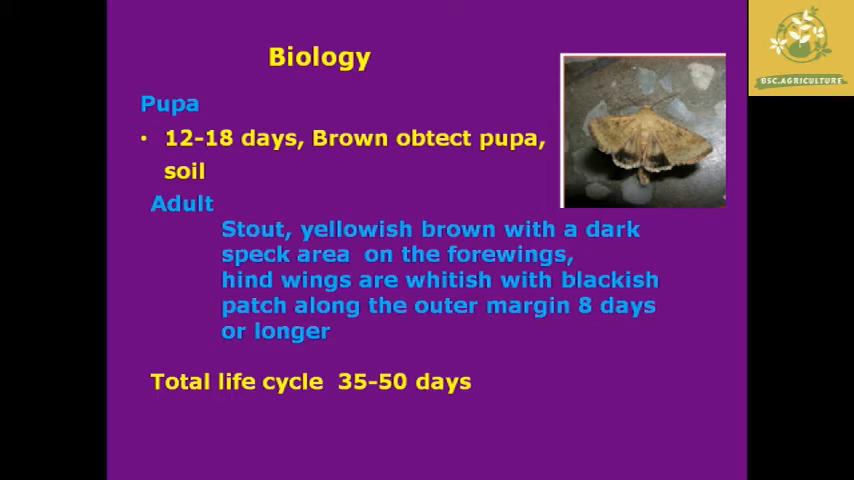 Biology
BSC.AGRICULTURE
Pupa
• 12-18 days, Brown obtect pupa,
soil
Adult
Stout, yellowish brown with a dark
speck area on the forewings,
hind wings are whitish with blackish
patch along the outer margin 8 days
or longer
Total life cycle 35-50 days